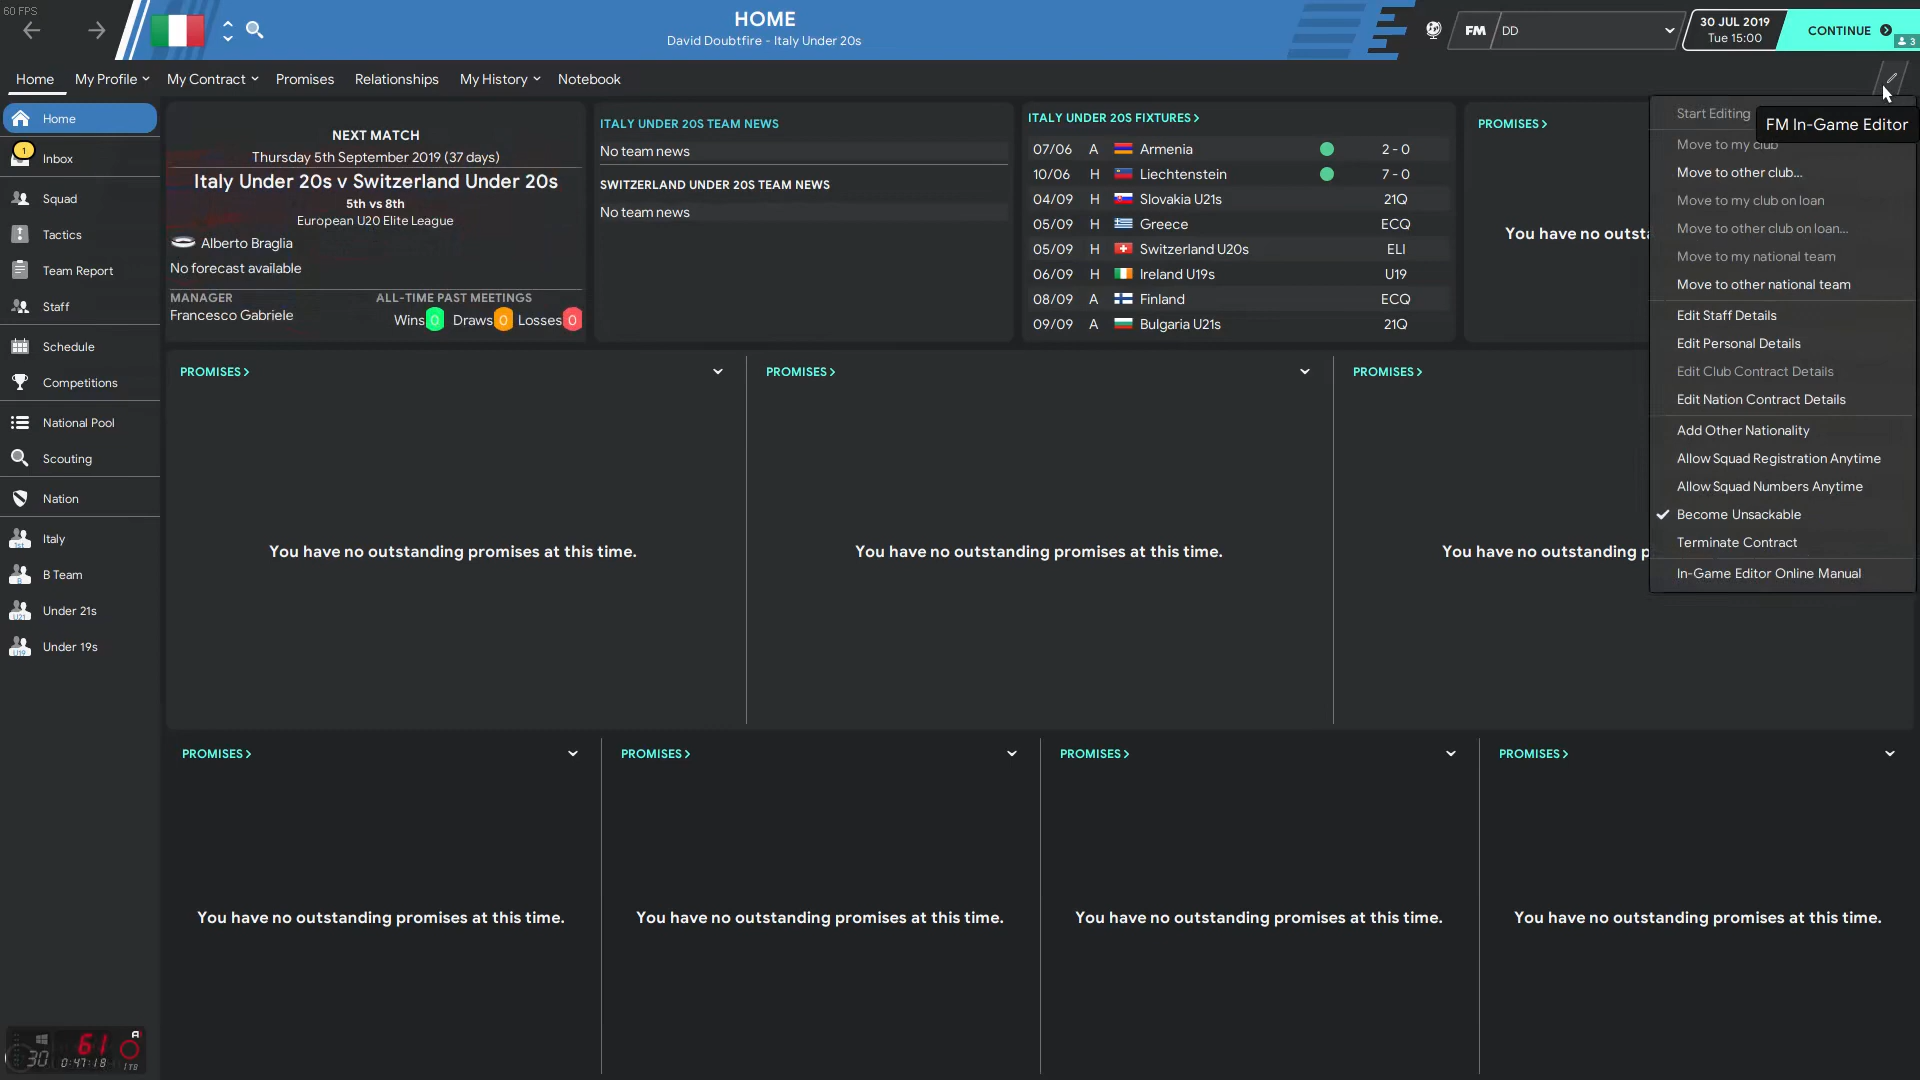 60 FPS
HOME
David Doubtfire - Italy Under 20s
FM DD
30 JUL 2019
Tue 15:00
CONTINUE
3
Home My Profile My Contract Promises Relationships My History Notebook
Home
1
Inbox
Squad
Tactics
Team Report
Staff
Schedule
Competitions
National Pool
Scouting
Nation
Italy
B Team
Under 21s
Under 19s
NEXT MATCH
Thursday 5th September 2019 (37 days)
Italy Under 20s v Switzerland Under 20s
5th vs 8th
European U20 Elite League
Alberto Braglia
No forecast available
MANAGER
Francesco Gabriele
ALL-TIME PAST MEETINGS
Wins 0 Draws 0 Losses 0
ITALY UNDER 20S TEAM NEWS
No team news
SWITZERLAND UNDER 20S TEAM NEWS
No team news
ITALY UNDER 20S FIXTURES >
07/06 A Armenia 2 - 0
10/06 H Liechtenstein 7 - 0
04/09 H Slovakia U21s 21Q
05/09 H Greece ECQ
05/09 H Switzerland U20s ELI
06/09 H Ireland U19s U19
08/09 A Finland ECQ
09/09 A Bulgaria U21s 21Q
PROMISES >
You have no outsta
Start Editing
FM In-Game Editor
Move to my club
Move to other club...
Move to my club on loan
Move to other club on loan...
Move to my national team
Move to other national team
Edit Staff Details
Edit Personal Details
Edit Club Contract Details
Edit Nation Contract Details
Add Other Nationality
Allow Squad Registration Anytime
Allow Squad Numbers Anytime
Become Unsackable
Terminate Contract
In-Game Editor Online Manual
PROMISES >
You have no outstanding promises at this time.
PROMISES >
You have no outstanding promises at this time.
PROMISES >
You have no outstanding p
PROMISES >
You have no outstanding promises at this time.
PROMISES >
You have no outstanding promises at this time.
PROMISES >
You have no outstanding promises at this time.
PROMISES >
You have no outstanding promises at this time.
30
61
0:47:18
A
1TB